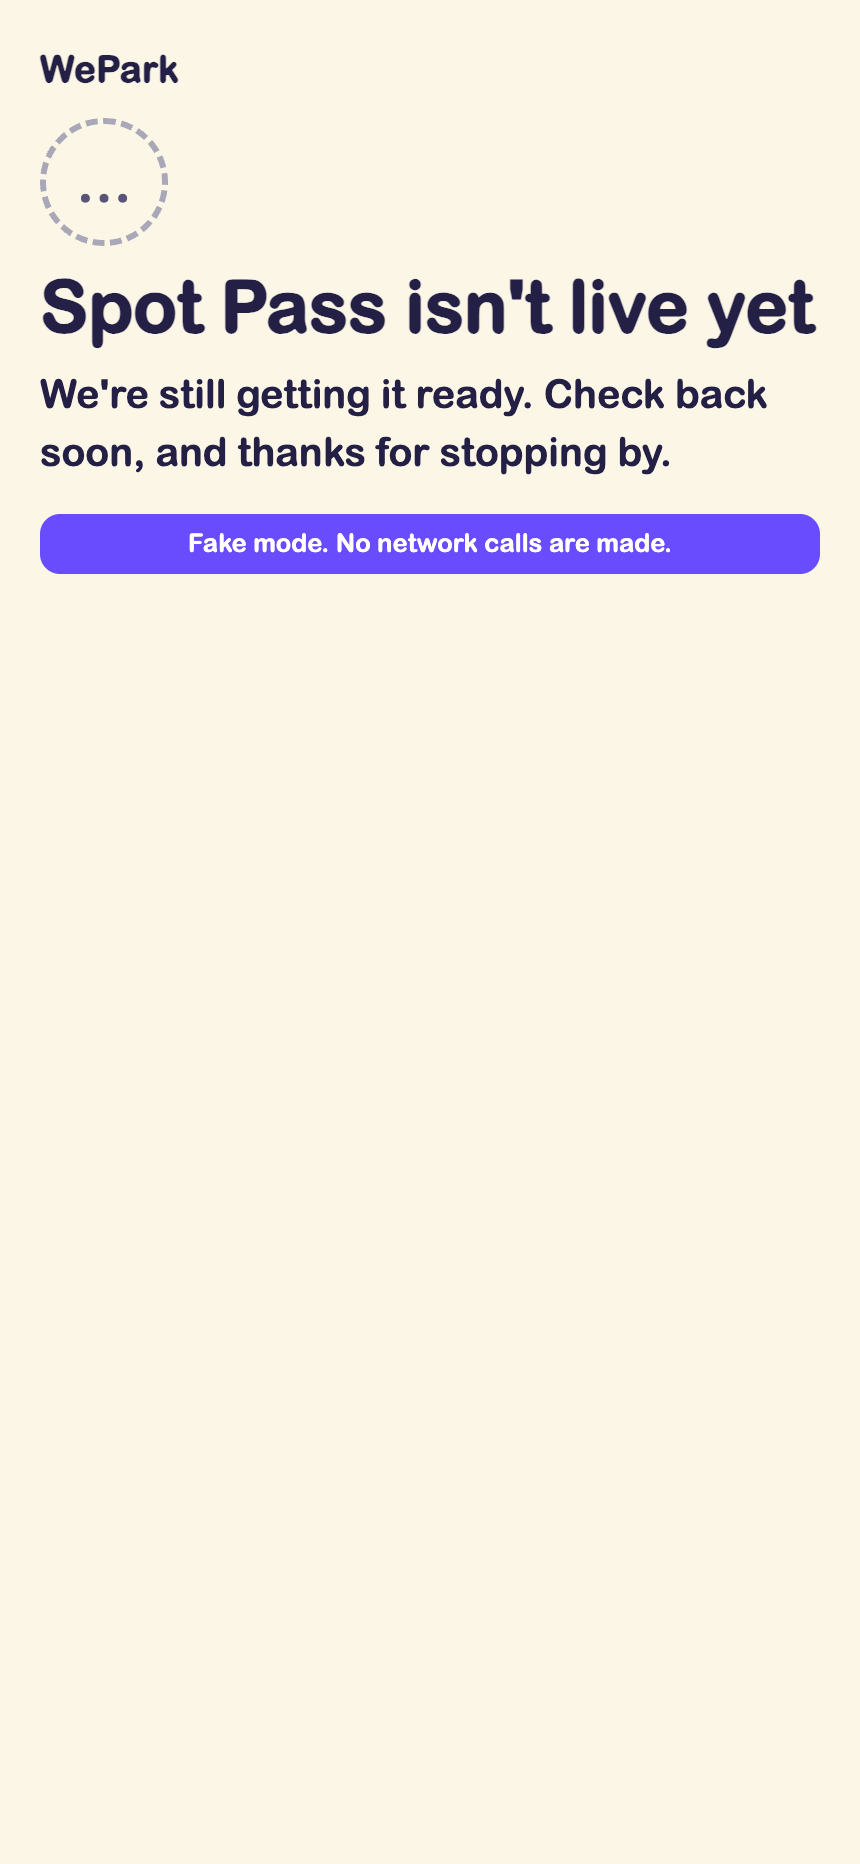 WePark
...
Spot Pass isn't live yet
We're still getting it ready. Check back
soon, and thanks for stopping by.
Fake mode. No network calls are made.